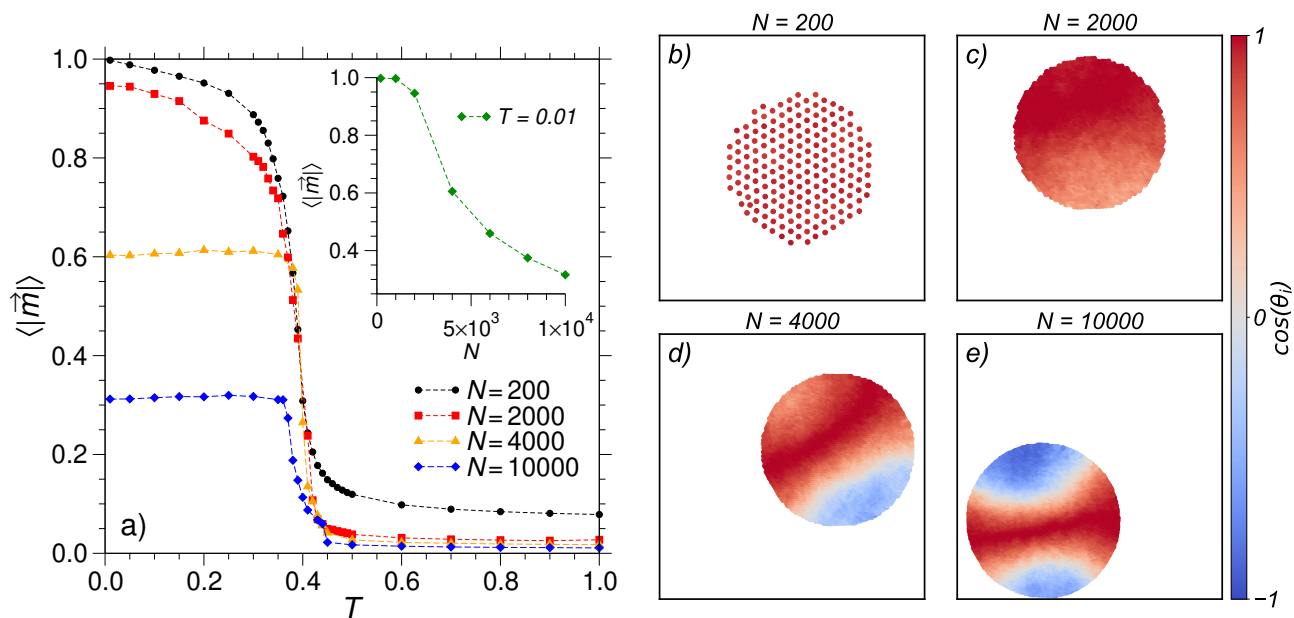 N = 200
N = 2000
b)
c)
1
0
cos(θᵢ)
−1
N = 4000
N = 10000
d)
e)
1.0
0.8
0.6
0.4
0.2
0.0
⟨|m⃗|⟩
0.0
0.2
0.4
0.6
0.8
1.0
T
a)
N = 200
N = 2000
N = 4000
N = 10000
1.0
0.8
0.6
0.4
⟨|m⃗|⟩
T = 0.01
0
5×10³
1×10⁴
N